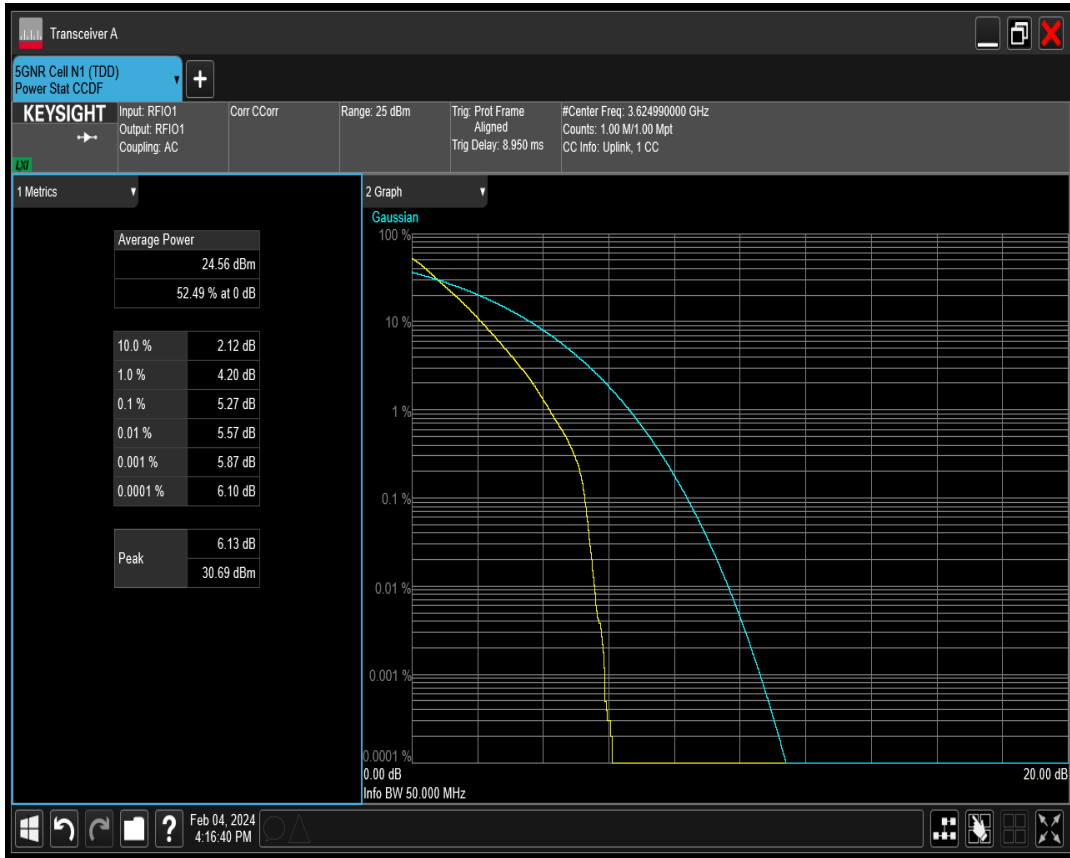 Transceiver A
5GNR Cell N1 (TDD)
Power Stat CCDF
+
KEYSIGHT
LXI
Input: RFIO1
Output: RFIO1
Coupling: AC
Corr CCorr
Range: 25 dBm
Trig: Prot Frame
Aligned
Trig Delay: 8.950 ms
#Center Freq: 3.624990000 GHz
Counts: 1.00 M/1.00 Mpt
CC Info: Uplink, 1 CC
1 Metrics
Average Power
24.56 dBm
52.49 % at 0 dB
10.0 % 2.12 dB
1.0 % 4.20 dB
0.1 % 5.27 dB
0.01 % 5.57 dB
0.001 % 5.87 dB
0.0001 % 6.10 dB
Peak
6.13 dB
30.69 dBm
2 Graph
Gaussian
100 %
10 %
1 %
0.1 %
0.01 %
0.001 %
0.0001 %
0.00 dB 20.00 dB
Info BW 50.000 MHz
?
Feb 04, 2024
4:16:40 PM